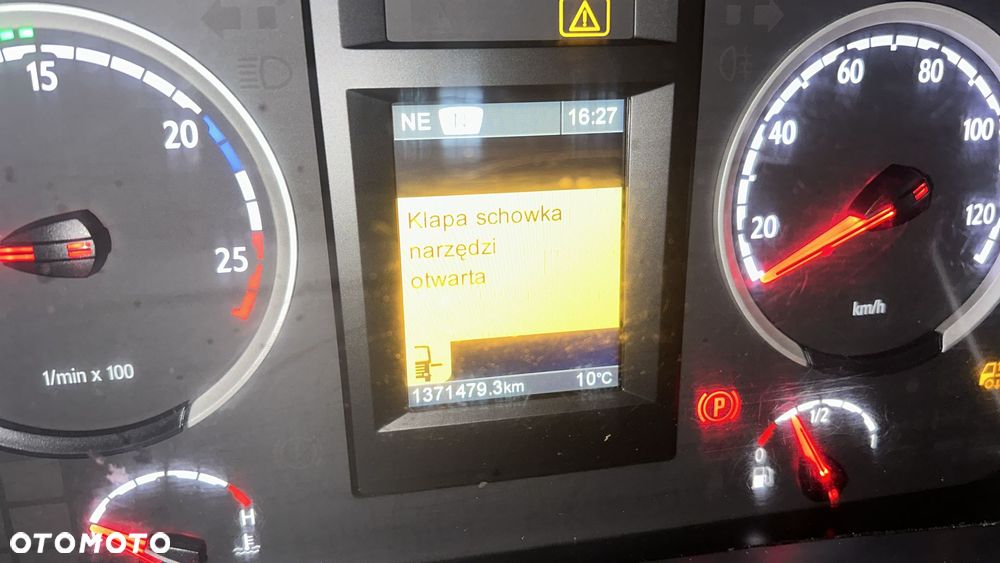 15
20
25
1/min x 100
NE N 16:27
Klapa schowka
narzędzi
otwarta
1371479.3km 10°C
20
40
60
80
100
120
km/h
P
0 1/2
H
OTOMOTO